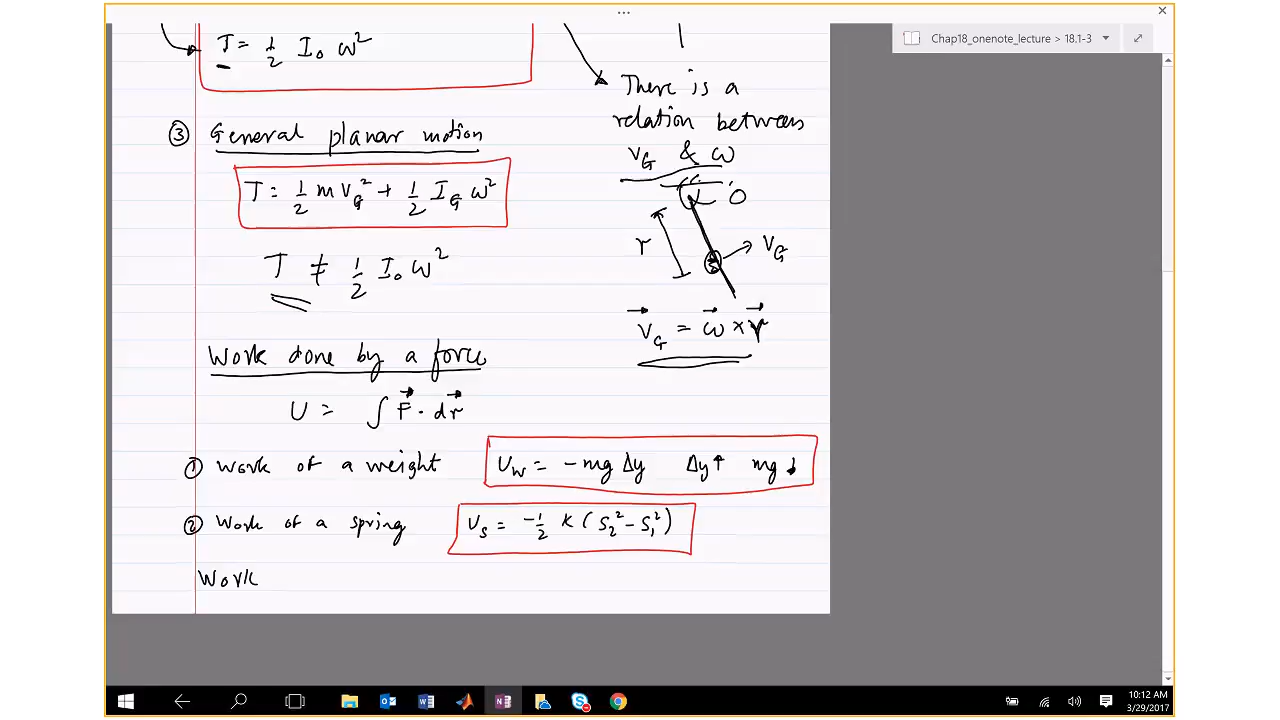 Chap18_onenote_lecture > 18.1-3
T = 1/2 I₀ ω²
There is a
relation between
v_G & ω
③ General planar motion
T = 1/2 m V_G² + 1/2 I_G ω²
O
r
V_G
T ≠ 1/2 I₀ ω²
v⃗_G = ω⃗ × r⃗
Work done by a force
U = ∫ F⃗ · dr⃗
① Work of a weight U_w = - mg Δy Δy↑ mg↓
② Work of a spring U_s = -1/2 K (S₂² - S₁²)
Work
10:12 AM
3/29/2017